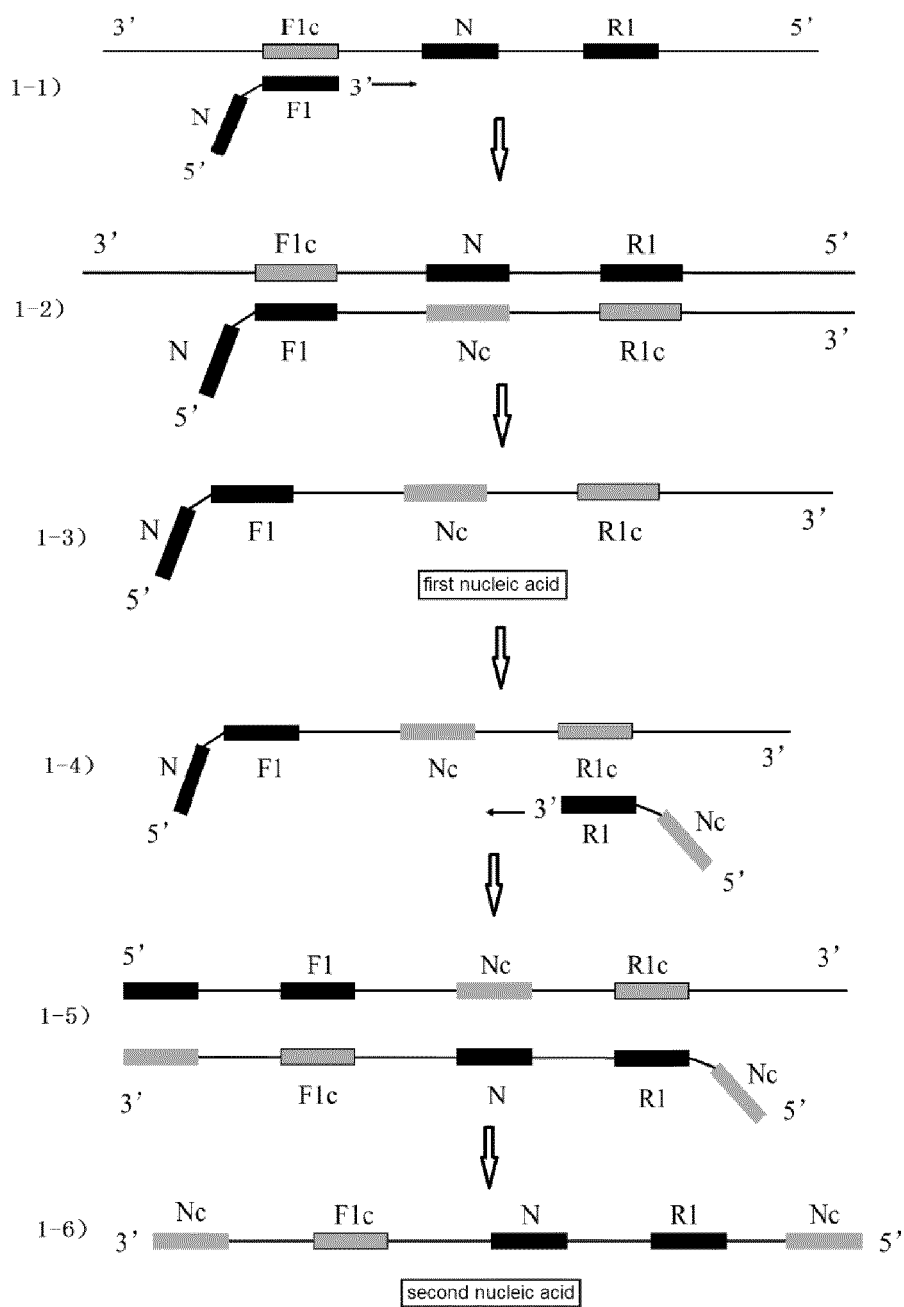 3’ F1c N R1 5’
1-1) 3’
N F1
5’
3’ F1c N R1 5’
1-2)
N F1 Nc R1c 3’
5’
1-3) N F1 Nc R1c 3’
5’
first nucleic acid
1-4) N F1 Nc R1c 3’
5’ 3’ R1 Nc
5’
5’ F1 Nc R1c 3’
1-5)
3’ F1c N R1 Nc 5’
Nc F1c N R1 Nc
1-6) 3’ 5’
second nucleic acid